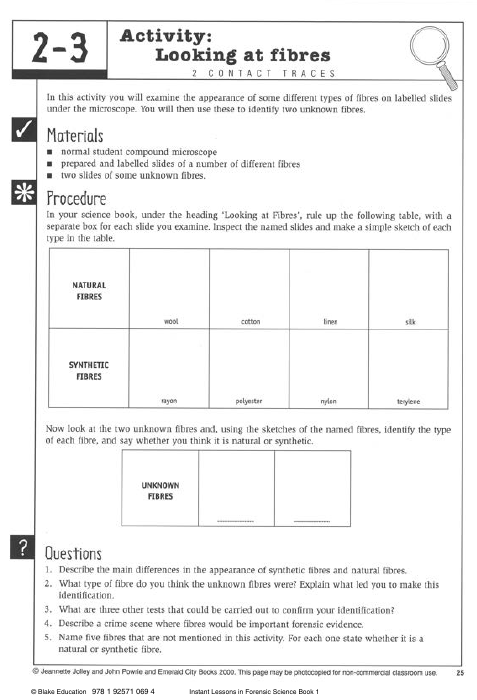 2-3
Activity:
Looking at fibres
2 CONTACT TRACES
In this activity you will examine the appearance of some different types of fibres on labelled slides
under the microscope. You will then use these to identify two unknown fibres.
Materials
■ normal student compound microscope
■ prepared and labelled slides of a number of different fibres
■ two slides of some unknown fibres.
Procedure
In your science book, under the heading ‘Looking at Fibres’, rule up the following table, with a
separate box for each slide you examine. Inspect the named slides and make a simple sketch of each
type in the table.
NATURAL
FIBRES
wool cotton linen silk
SYNTHETIC
FIBRES
rayon polyester nylon terylene
Now look at the two unknown fibres and, using the sketches of the named fibres, identify the type
of each fibre, and say whether you think it is natural or synthetic.
UNKNOWN
FIBRES
?
Questions
1. Describe the main differences in the appearance of synthetic fibres and natural fibres.
2. What type of fibre do you think the unknown fibres were? Explain what led you to make this
identification.
3. What are three other tests that could be carried out to confirm your identification?
4. Describe a crime scene where fibres would be important forensic evidence.
5. Name five fibres that are not mentioned in this activity. For each one state whether it is a
natural or synthetic fibre.
© Jeannette Jolley and John Powrie and Emerald City Books 2000. This page may be photocopied for non-commercial classroom use. 25
© Blake Education 978 1 92571 069 4 Instant Lessons in Forensic Science Book 1